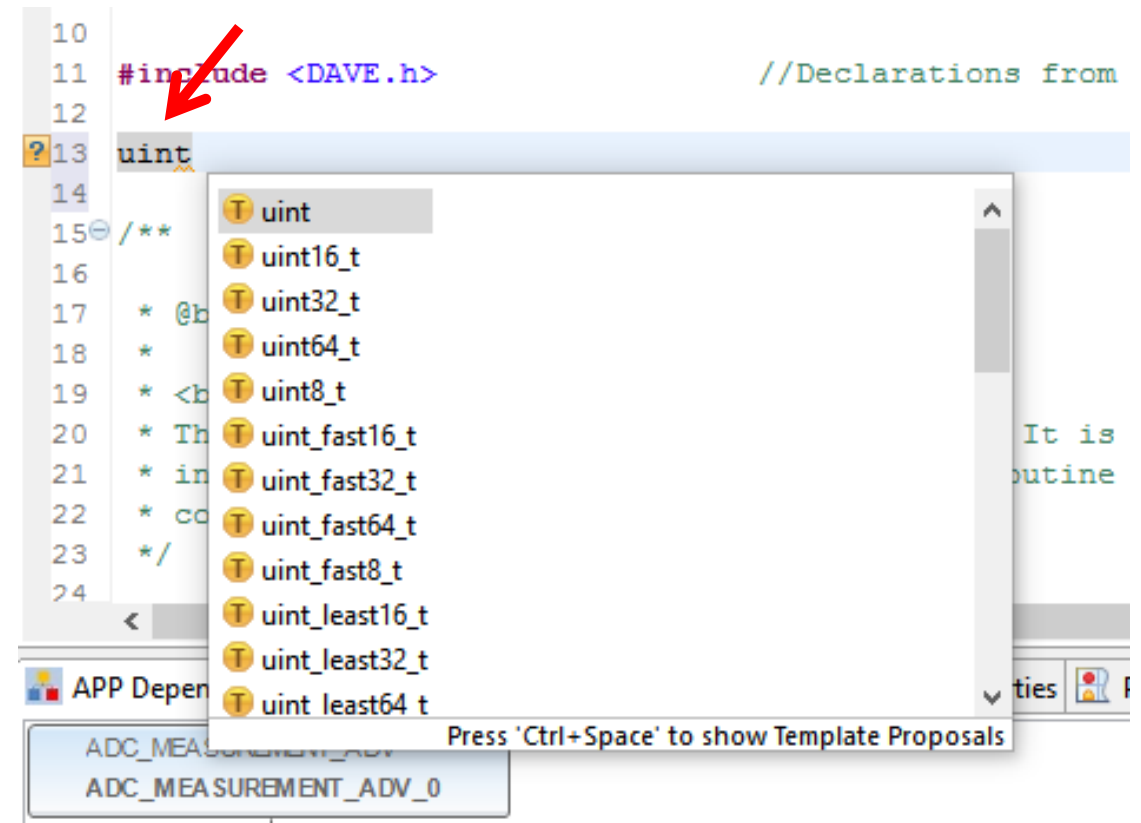 10
11 #include <DAVE.h> //Declarations from
12
13 uint
14
15 /**
16
17 * @b
18 *
19 * <b
20 * Th It is
21 * in outine
22 * co
23 */
24
uint
uint16_t
uint32_t
uint64_t
uint8_t
uint_fast16_t
uint_fast32_t
uint_fast64_t
uint_fast8_t
uint_least16_t
uint_least32_t
uint_least64_t
Press 'Ctrl+Space' to show Template Proposals
APP Depen ties
ADC_MEASUREMENT_ADV
ADC_MEASUREMENT_ADV_0